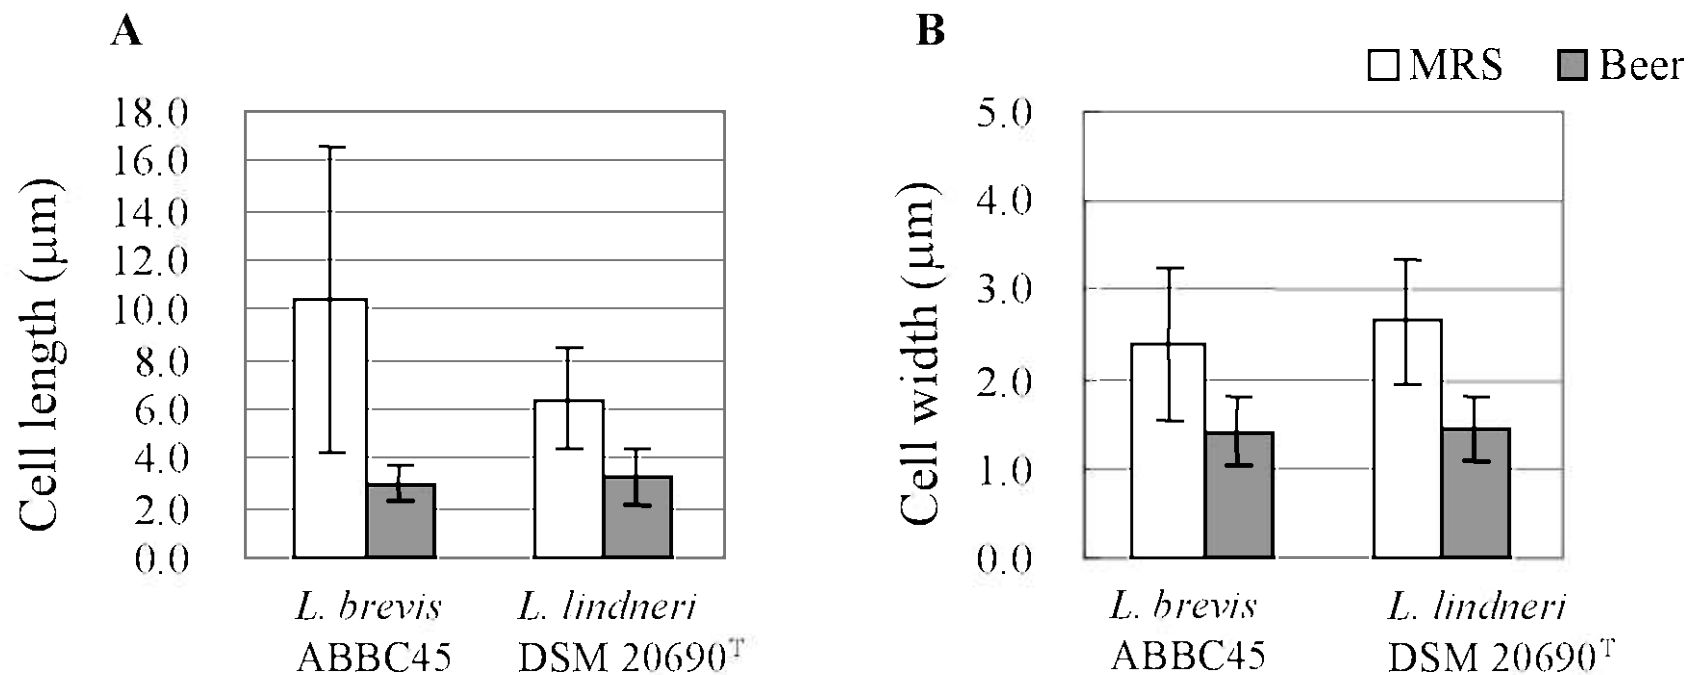 A
B
MRS
Beer
Cell length (µm)
18.0
16.0
14.0
12.0
10.0
8.0
6.0
4.0
2.0
0.0
L. brevis
ABBC45
L. lindneri
DSM 20690ᵀ
Cell width (µm)
5.0
4.0
3.0
2.0
1.0
0.0
L. brevis
ABBC45
L. lindneri
DSM 20690ᵀ